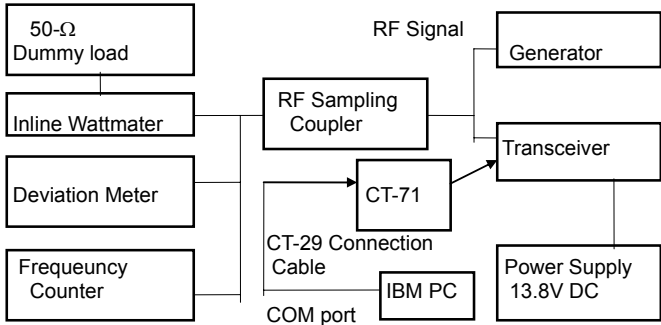 50-Ω
Dummy load
RF Signal
Generator
Inline Wattmater
RF Sampling
Coupler
Transceiver
Deviation Meter
CT-71
CT-29 Connection
Cable
Frequeuncy
Counter
Power Supply
13.8V DC
IBM PC
COM port